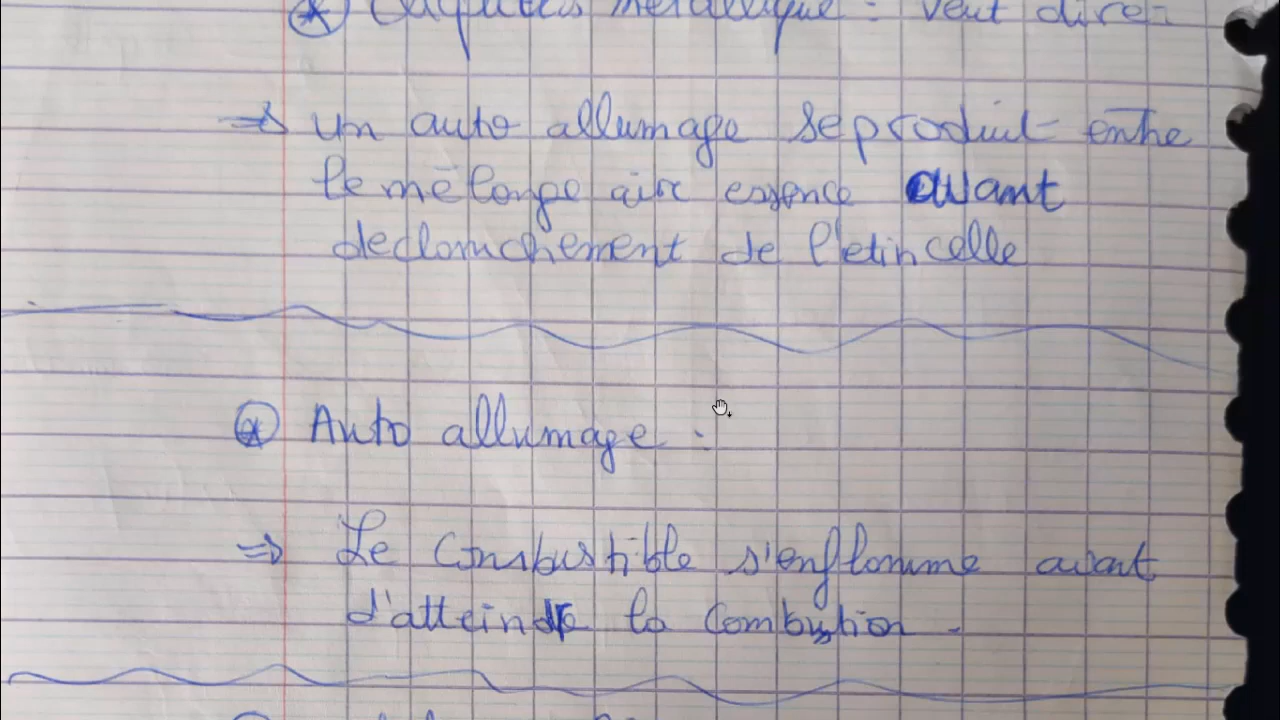 métallique : veut dire :
⇒ un auto allumage se produit entre
le mélange air essence avant
declanchement de l'etincelle
Auto allumage :
⇒ Le Combustible s'enflamme avant
d'atteindre la Combustion.